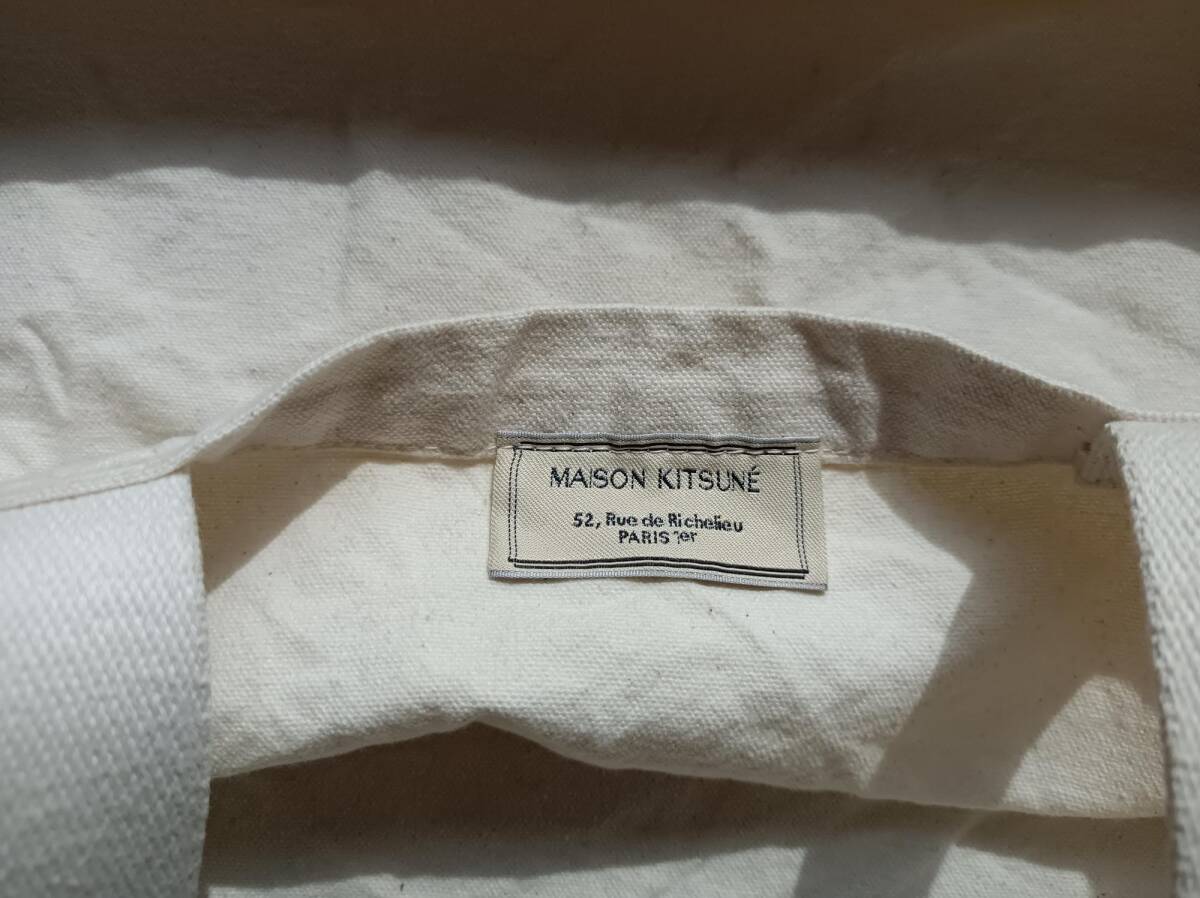 MAISON KITSUNÉ
52, Rue de Richelieu
PARIS 1er